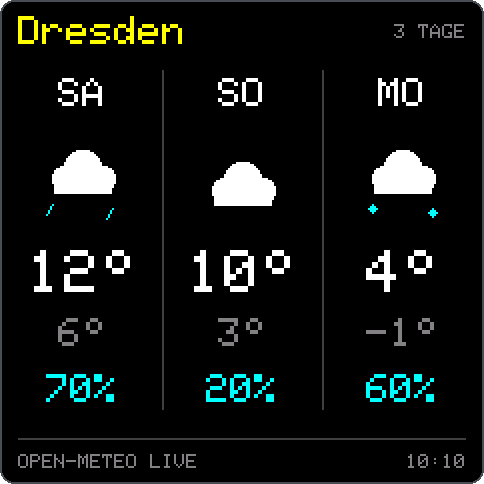 Dresden 3 TAGE
SA SO MO
12° 10° 4°
6° 3° -1°
70% 20% 60%
OPEN-METEO LIVE 10:10